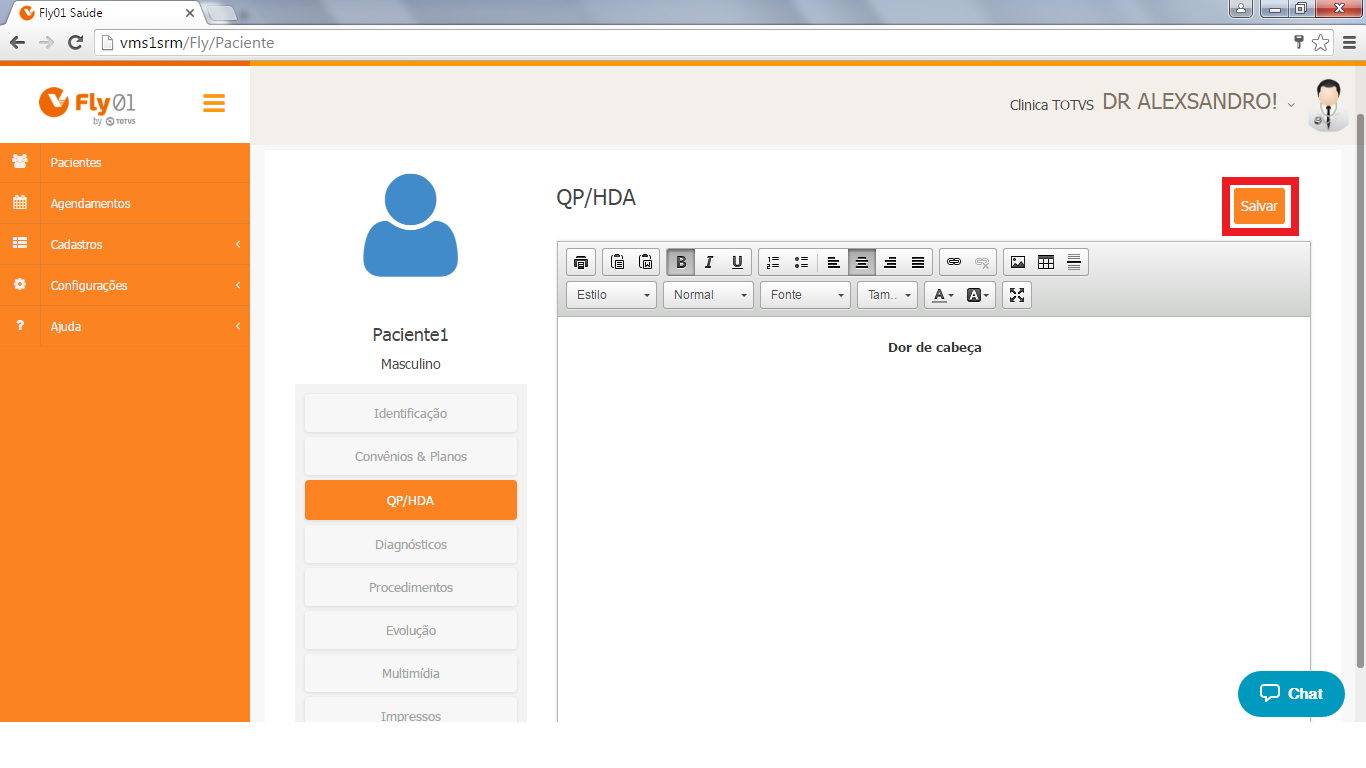 Fly01 Saúde
vms1srm/Fly/Paciente
Fly01
by TOTVS
Clinica TOTVS DR ALEXSANDRO!
Pacientes
Agendamentos
Cadastros
Configurações
Ajuda
Paciente1
Masculino
Identificação
Convênios & Planos
QP/HDA
Diagnósticos
Procedimentos
Evolução
Multimídia
Impressos
QP/HDA
Salvar
B I U
Estilo Normal Fonte Tam.. A A
Dor de cabeça
Chat